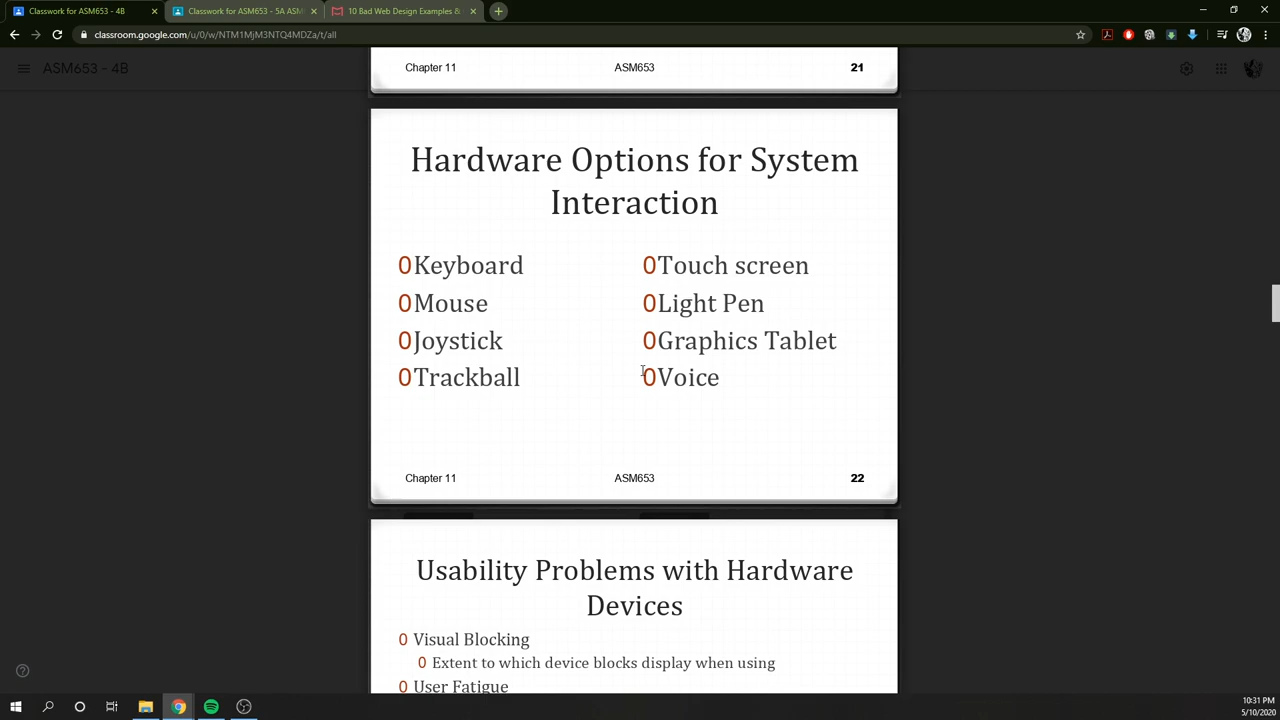 Classwork for ASM653 - 4B
Classwork for ASM653 - 5A ASM
10 Bad Web Design Examples &
classroom.google.com/u/0/w/NTM1MjM3NTQ4MDZa/t/all
ASM653 - 4B
Chapter 11 ASM653 21
Hardware Options for System
Interaction
0Keyboard
0Mouse
0Joystick
0Trackball
0Touch screen
0Light Pen
0Graphics Tablet
0Voice
Chapter 11 ASM653 22
Usability Problems with Hardware
Devices
0 Visual Blocking
0 Extent to which device blocks display when using
0 User Fatigue
10:31 PM
5/10/2020